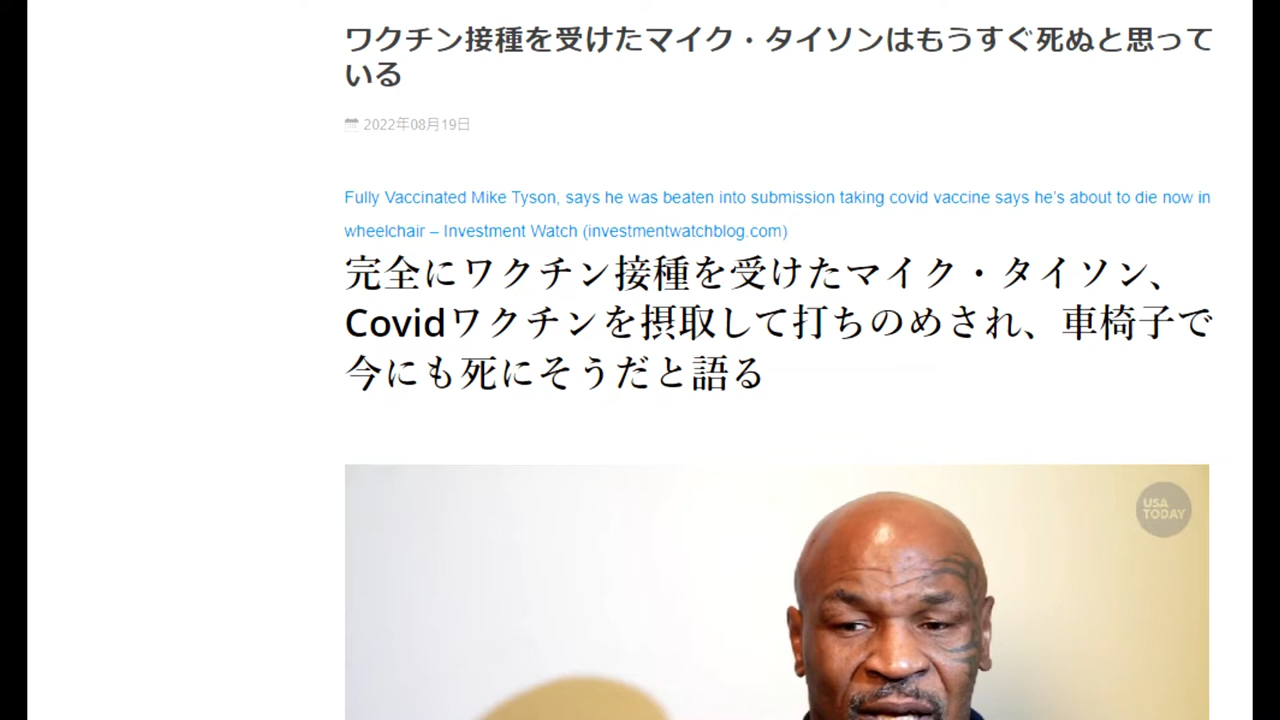 ワクチン接種を受けたマイク・タイソンはもうすぐ死ぬと思って
いる
2022年08月19日
Fully Vaccinated Mike Tyson, says he was beaten into submission taking covid vaccine says he's about to die now in
wheelchair – Investment Watch (investmentwatchblog.com)
完全にワクチン接種を受けたマイク・タイソン、
Covidワクチンを摂取して打ちのめされ、車椅子で
今にも死にそうだと語る
USA
TODAY